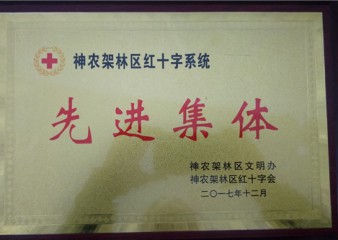 神农架林区红十字系统
先进集体
神农架林区文明办
神农架林区红十字会
二〇一七年十二月